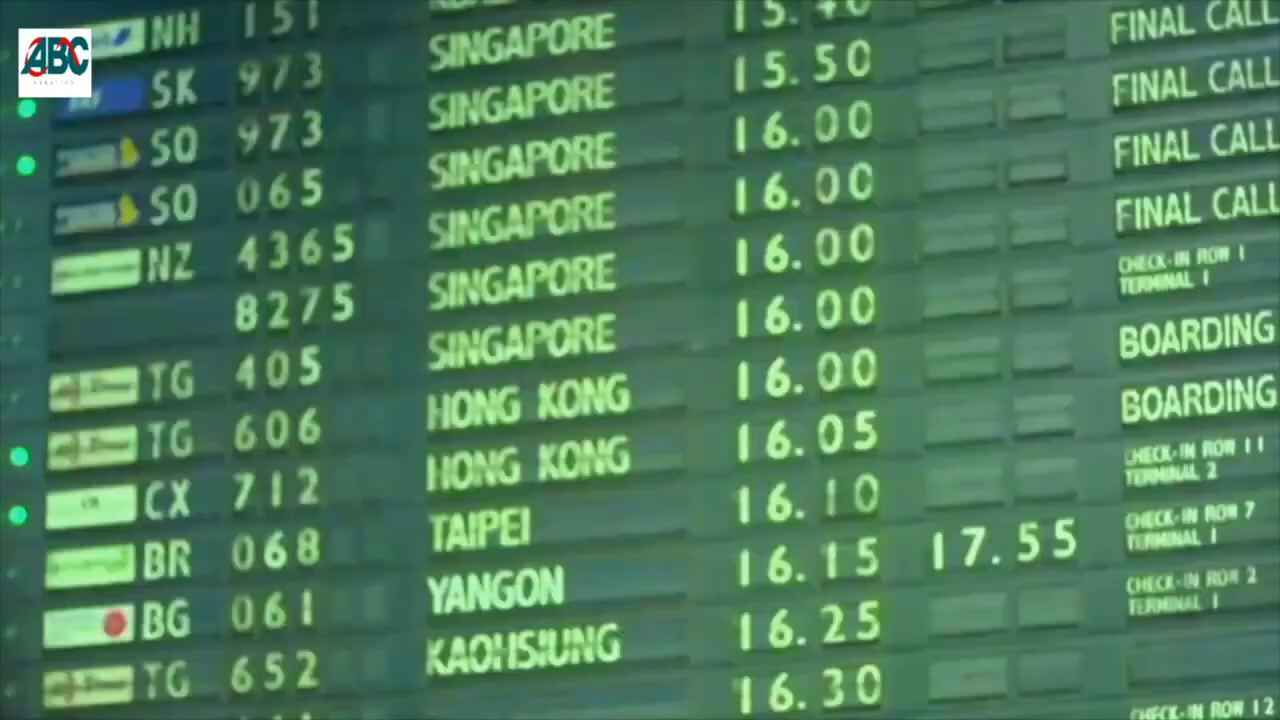 ABC
NH 151
SK 973 SINGAPORE
SQ 973 SINGAPORE 15.50 FINAL CALL
SQ 065 SINGAPORE 16.00 FINAL CALL
NZ 4365 SINGAPORE 16.00 FINAL CALL
8275 SINGAPORE 16.00 FINAL CALL
TG 405 SINGAPORE 16.00 CHECK-IN ROW 1
TERMINAL 1
TG 606 HONG KONG 16.00 BOARDING
CX 712 HONG KONG 16.05 BOARDING
BR 068 TAIPEI 16.10 CHECK-IN ROW 11
TERMINAL 2
BG 061 YANGON 16.15 17.55 CHECK-IN ROW 7
TERMINAL 1
TG 652 KAOHSIUNG 16.25 CHECK-IN ROW 2
TERMINAL 1
16.30
CHECK-IN ROW 12